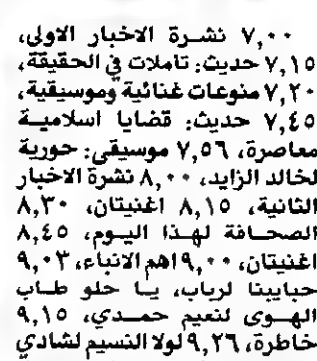 ٧,٠٠ نشرة الاخبار الاولى،
٧,١٥ حديث: تاملات في الحقيقة،
٧,٢٠ منوعات غنائية وموسيقية،
٧,٤٥ حديث: قضايا اسلامية
معاصرة، ٧,٥٦ موسيقى: حورية
لخالد الزايد، ٨,٠٠ نشرة الاخبار
الثانية، ٨,١٥ اغنيتان، ٨,٣٠
الصحافة لهذا اليوم، ٨,٤٥
اغنيتان، ٩,٠٠ اهم الانباء، ٩,٠٣
حبايبنا لرباب، يا حلو طاب
الهوى لنعيم حمدي، ٩,١٥
خاطرة، ٩,٢٦ لولا النسيم لشادي